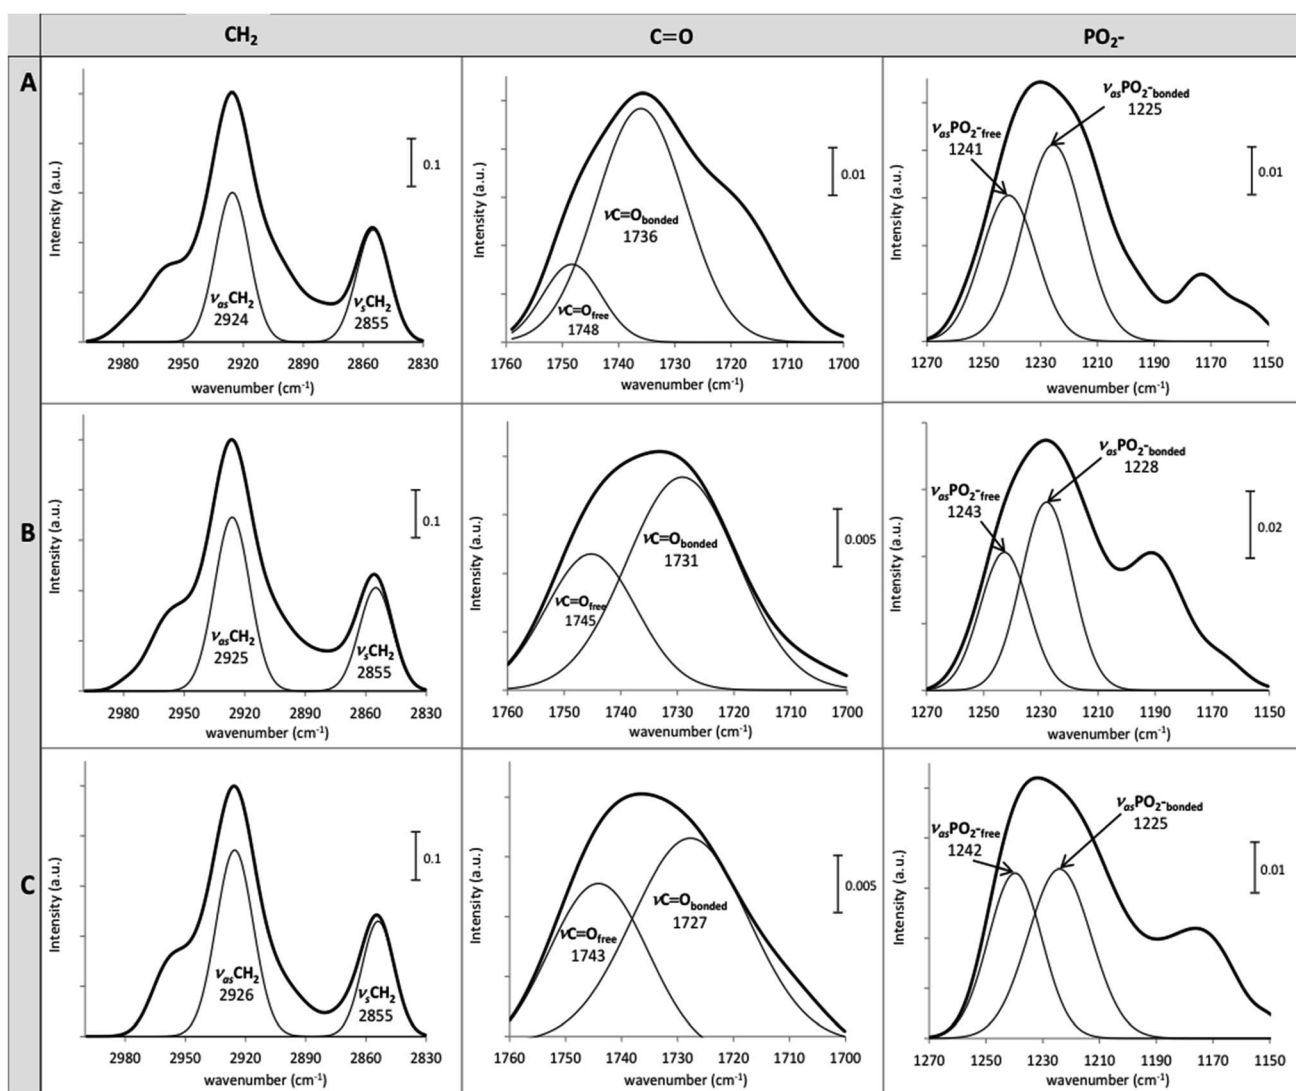 CH₂
C=O
PO₂-
A
Intensity (a.u.)
νasCH₂
2924
νsCH₂
2855
0.1
2980 2950 2920 2890 2860 2830
wavenumber (cm⁻¹)
Intensity (a.u.)
νC=Obonded
1736
νC=Ofree
1748
0.01
1760 1750 1740 1730 1720 1710 1700
wavenumber (cm⁻¹)
Intensity (a.u.)
νasPO₂-free
1241
νasPO₂-bonded
1225
0.01
1270 1250 1230 1210 1190 1170 1150
wavenumber (cm⁻¹)
B
Intensity (a.u.)
νasCH₂
2925
νsCH₂
2855
0.1
2980 2950 2920 2890 2860 2830
wavenumber (cm⁻¹)
Intensity (a.u.)
νC=Obonded
1731
νC=Ofree
1745
0.005
1760 1750 1740 1730 1720 1710 1700
wavenumber (cm⁻¹)
Intensity (a.u.)
νasPO₂-free
1243
νasPO₂-bonded
1228
0.02
1270 1250 1230 1210 1190 1170 1150
wavenumber (cm⁻¹)
C
Intensity (a.u.)
νasCH₂
2926
νsCH₂
2855
0.1
2980 2950 2920 2890 2860 2830
wavenumber (cm⁻¹)
Intensity (a.u.)
νC=Obonded
1727
νC=Ofree
1743
0.005
1760 1750 1740 1730 1720 1710 1700
wavenumber (cm⁻¹)
Intensity (a.u.)
νasPO₂-free
1242
νasPO₂-bonded
1225
0.01
1270 1250 1230 1210 1190 1170 1150
wavenumber (cm⁻¹)